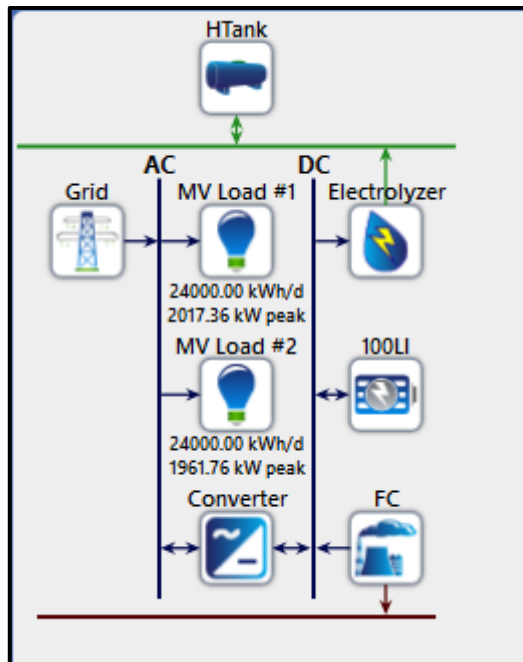 HTank
AC
DC
Grid
MV Load #1
Electrolyzer
24000.00 kWh/d
2017.36 kW peak
MV Load #2
100LI
24000.00 kWh/d
1961.76 kW peak
Converter
FC